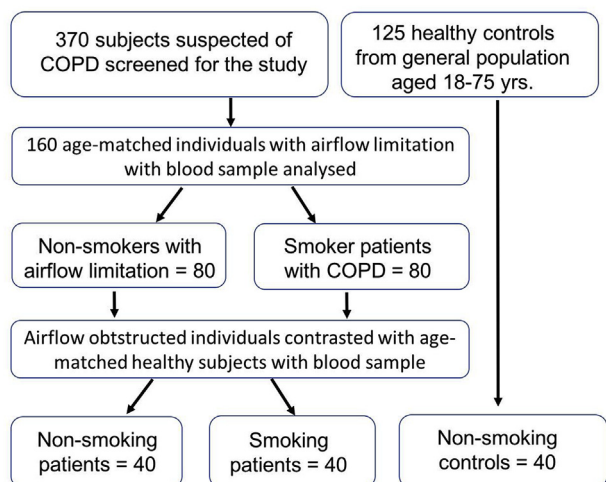 370 subjects suspected of
COPD screened for the study
125 healthy controls
from general population
aged 18-75 yrs.
160 age-matched individuals with airflow limitation
with blood sample analysed
Non-smokers with
airflow limitation = 80
Smoker patients
with COPD = 80
Airflow obtstructed individuals contrasted with age-
matched healthy subjects with blood sample
Non-smoking
patients = 40
Smoking
patients = 40
Non-smoking
controls = 40